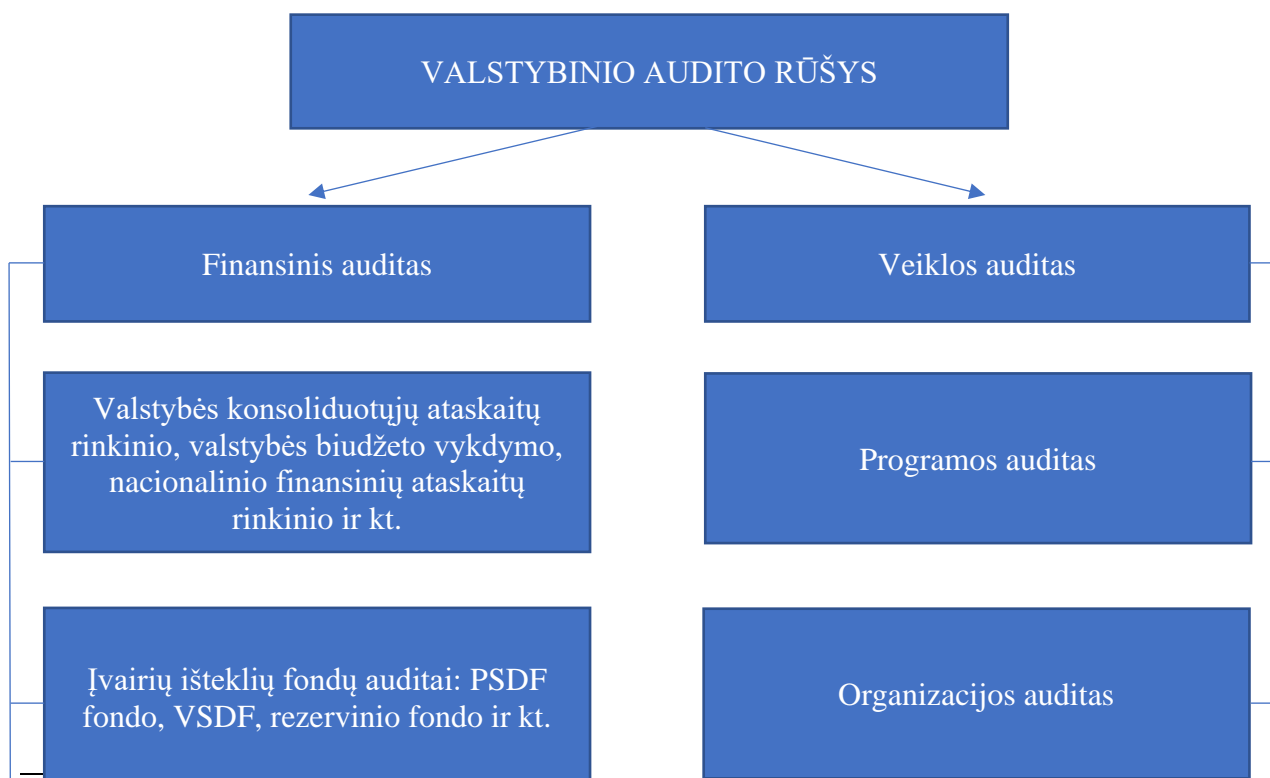 VALSTYBINIO AUDITO RŪŠYS
Finansinis auditas
Veiklos auditas
Valstybės konsoliduotųjų ataskaitų
rinkinio, valstybės biudžeto vykdymo,
nacionalinio finansinių ataskaitų
rinkinio ir kt.
Programos auditas
Įvairių išteklių fondų auditai: PSDF
fondo, VSDF, rezervinio fondo ir kt.
Organizacijos auditas